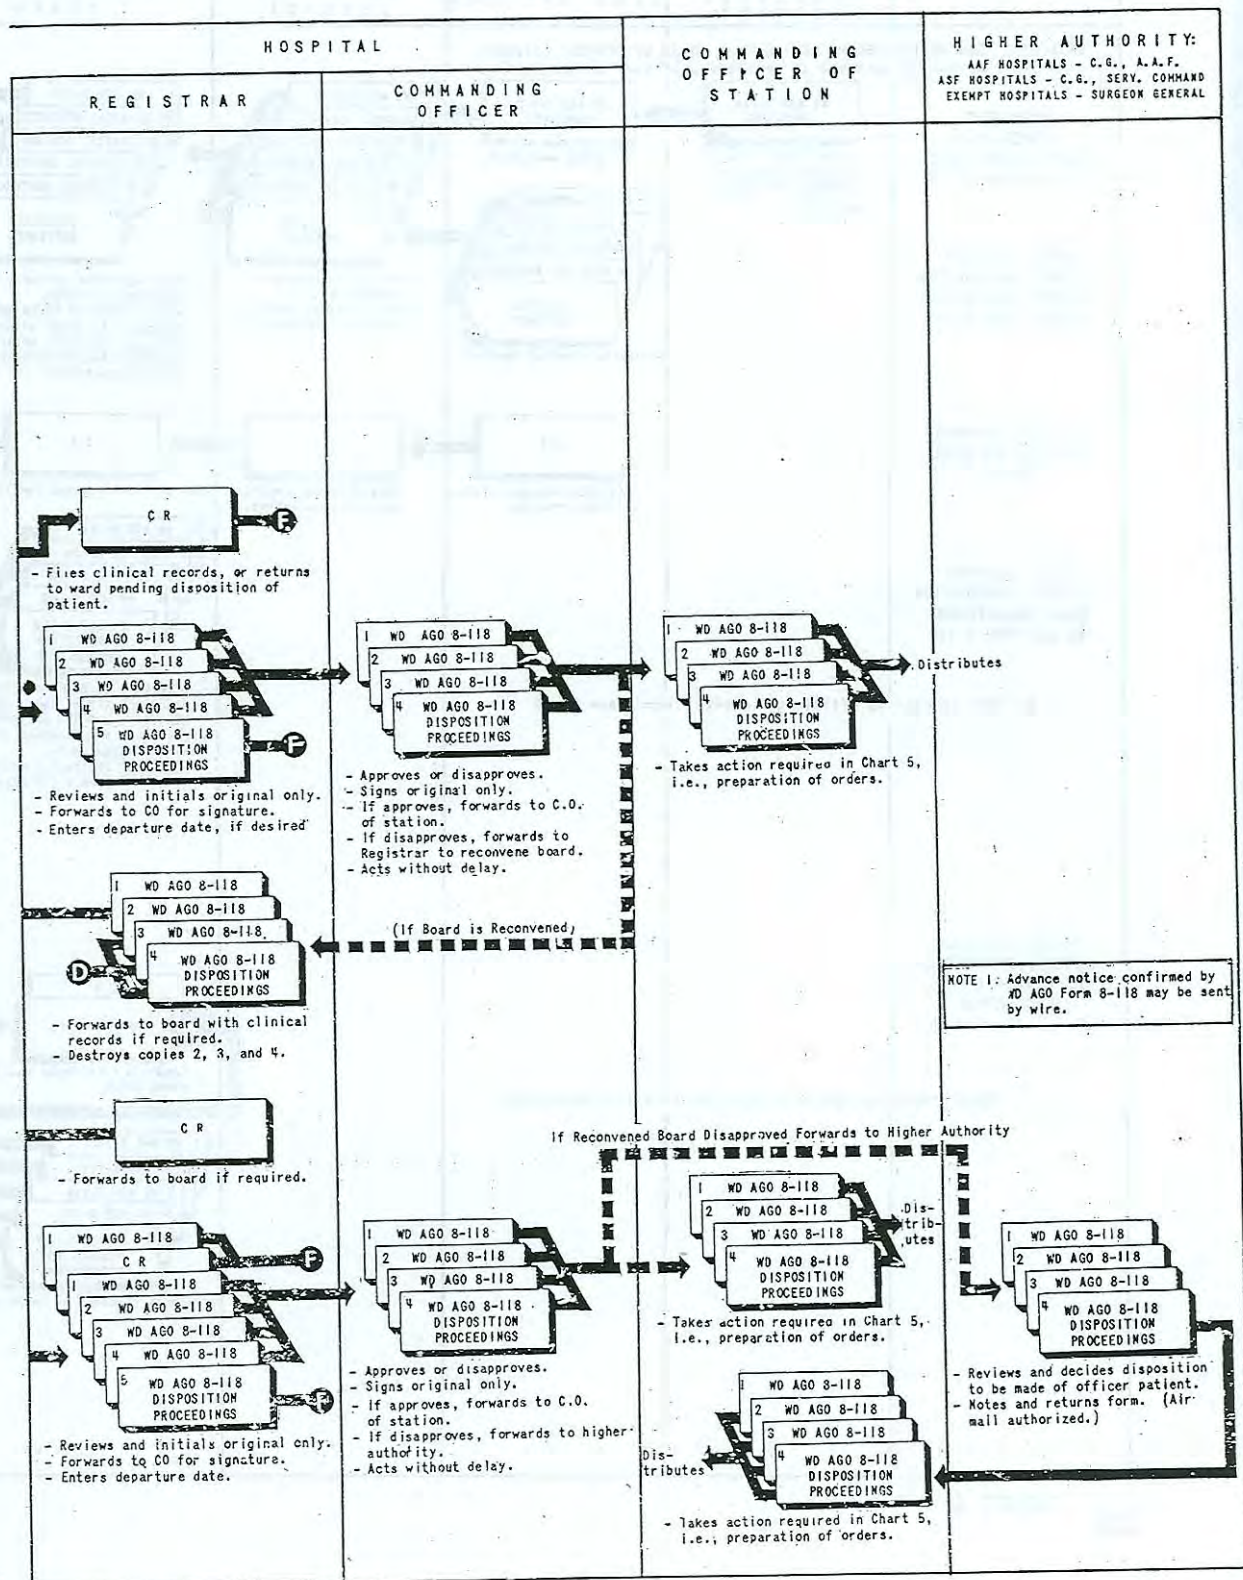 HOSPITAL
REGISTRAR
COMMANDING
OFFICER
COMMANDING
OFFICER OF
STATION
HIGHER AUTHORITY:
AAF HOSPITALS - C.G., A.A.F.
ASF HOSPITALS - C.G., SERV. COMMAND
EXEMPT HOSPITALS - SURGEON GENERAL
C R
F
- Files clinical records, or returns
to ward pending disposition of
patient.
1 WD AGO 8-118
2 WD AGO 8-118
3 WD AGO 8-118
4 WD AGO 8-118
5 WD AGO 8-118
DISPOSITION
PROCEEDINGS
F
- Reviews and initials original only.
- Forwards to CO for signature.
- Enters departure date, if desired
1 WD AGO 8-118
2 WD AGO 8-118
3 WD AGO 8-118
4 WD AGO 8-118
DISPOSITION
PROCEEDINGS
- Approves or disapproves.
- Signs original only.
- If approves, forwards to C.O.
of station.
- If disapproves, forwards to
Registrar to reconvene board.
- Acts without delay.
1 WD AGO 8-118
2 WD AGO 8-118
3 WD AGO 8-118
4 WD AGO 8-118
DISPOSITION
PROCEEDINGS
Distributes
- Takes action required in Chart 5,
i.e., preparation of orders.
(If Board is Reconvened)
1 WD AGO 8-118
2 WD AGO 8-118
3 WD AGO 8-118
4 WD AGO 8-118
DISPOSITION
PROCEEDINGS
D
- Forwards to board with clinical
records if required.
- Destroys copies 2, 3, and 4.
NOTE 1: Advance notice confirmed by
WD AGO Form 8-118 may be sent
by wire.
C R
- Forwards to board if required.
If Reconvened Board Disapproved Forwards to Higher Authority
1 WD AGO 8-118
C R
F
1 WD AGO 8-118
2 WD AGO 8-118
3 WD AGO 8-118
4 WD AGO 8-118
5 WD AGO 8-118
DISPOSITION
PROCEEDINGS
F
- Reviews and initials original only.
- Forwards to CO for signature.
- Enters departure date.
1 WD AGO 8-118
2 WD AGO 8-118
3 WD AGO 8-118
4 WD AGO 8-118
DISPOSITION
PROCEEDINGS
- Approves or disapproves.
- Signs original only.
- If approves, forwards to C.O.
of station.
- If disapproves, forwards to higher
authority.
- Acts without delay.
1 WD AGO 8-118
2 WD AGO 8-118
3 WD AGO 8-118
4 WD AGO 8-118
DISPOSITION
PROCEEDINGS
Dis-
trib-
utes
- Takes action required in Chart 5,
i.e., preparation of orders.
1 WD AGO 8-118
2 WD AGO 8-118
3 WD AGO 8-118
4 WD AGO 8-118
DISPOSITION
PROCEEDINGS
- Reviews and decides disposition
to be made of officer patient.
- Notes and returns form. (Air
mail authorized.)
1 WD AGO 8-118
2 WD AGO 8-118
3 WD AGO 8-118
4 WD AGO 8-118
DISPOSITION
PROCEEDINGS
Dis-
tributes
- Takes action required in Chart 5,
i.e., preparation of orders.